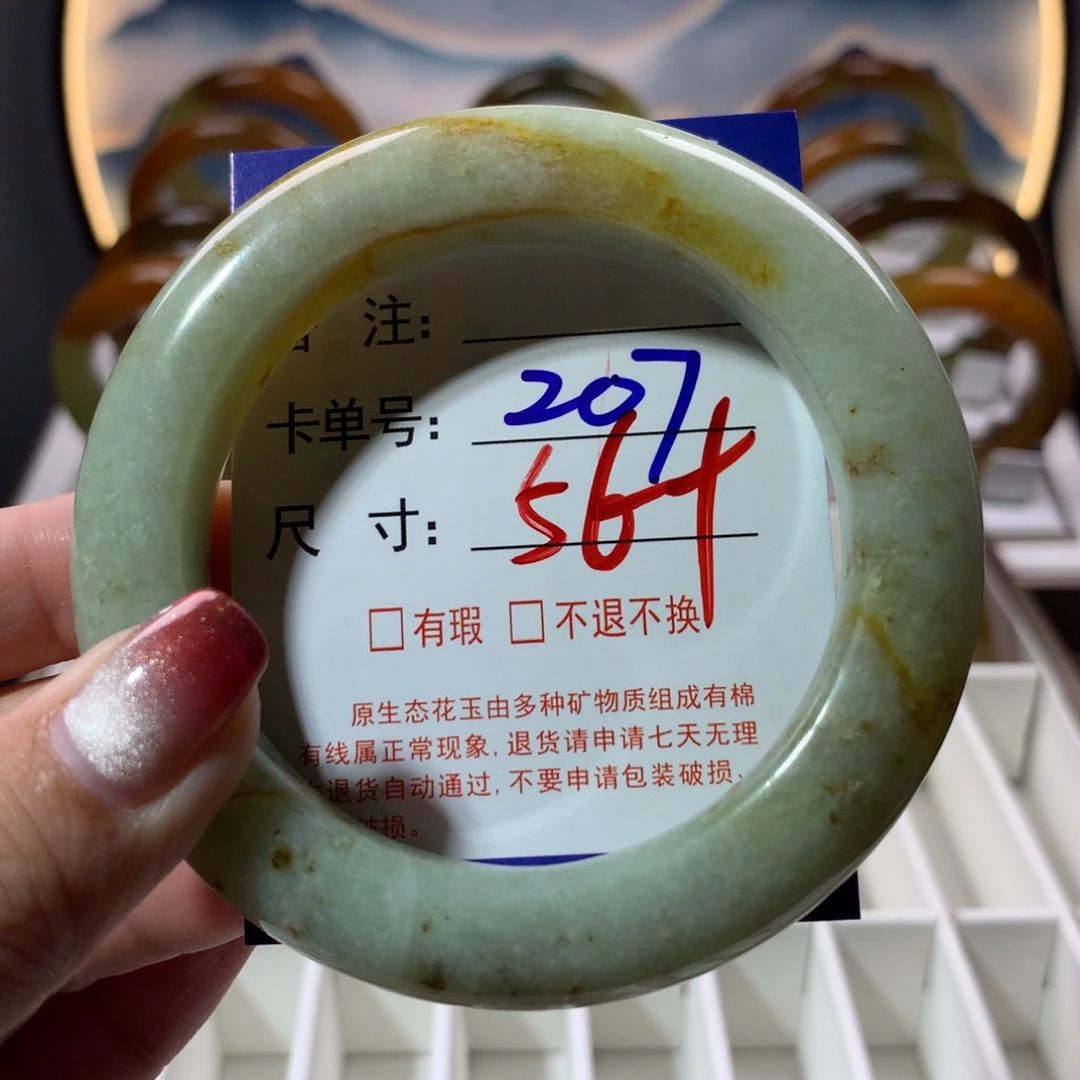 注:
卡单号: 207
尺寸: 564
□有瑕 □不退不换
原生态花玉由多种矿物质组成有棉
有线属正常现象,退货请申请七天无理
退货自动通过,不要申请包装破损、
破损。